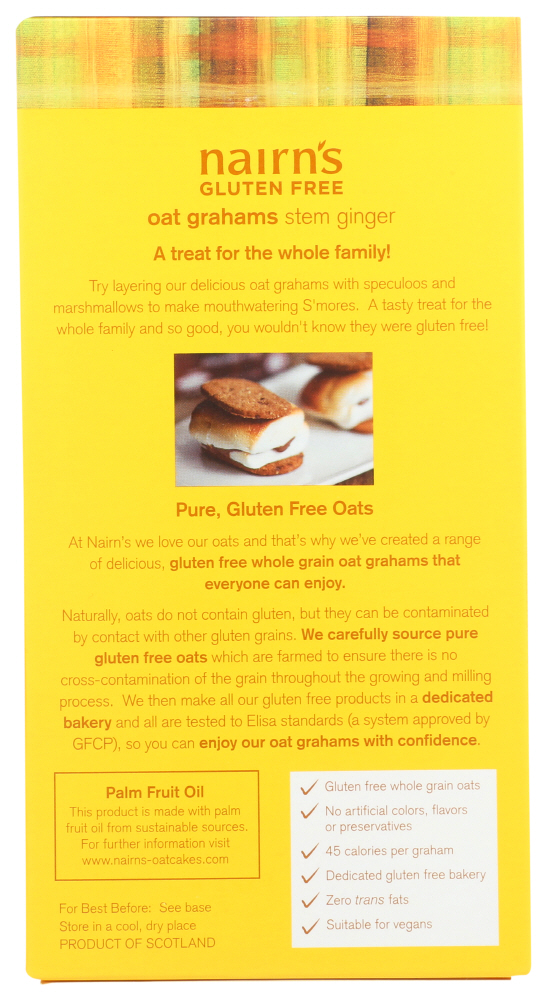 nairn's
GLUTEN FREE
oat grahams stem ginger
A treat for the whole family!
Try layering our delicious oat grahams with speculoos and
marshmallows to make mouthwatering S'mores. A tasty treat for the
whole family and so good, you wouldn't know they were gluten free!
Pure, Gluten Free Oats
At Nairn's we love our oats and that's why we've created a range
of delicious, gluten free whole grain oat grahams that
everyone can enjoy.
Naturally, oats do not contain gluten, but they can be contaminated
by contact with other gluten grains. We carefully source pure
gluten free oats which are farmed to ensure there is no
cross-contamination of the grain throughout the growing and milling
process. We then make all our gluten free products in a dedicated
bakery and all are tested to Elisa standards (a system approved by
GFCP), so you can enjoy our oat grahams with confidence.
Palm Fruit Oil
This product is made with palm
fruit oil from sustainable sources.
For further information visit
www.nairns-oatcakes.com
For Best Before: See base
Store in a cool, dry place
PRODUCT OF SCOTLAND
Gluten free whole grain oats
No artificial colors, flavors
or preservatives
45 calories per graham
Dedicated gluten free bakery
Zero trans fats
Suitable for vegans